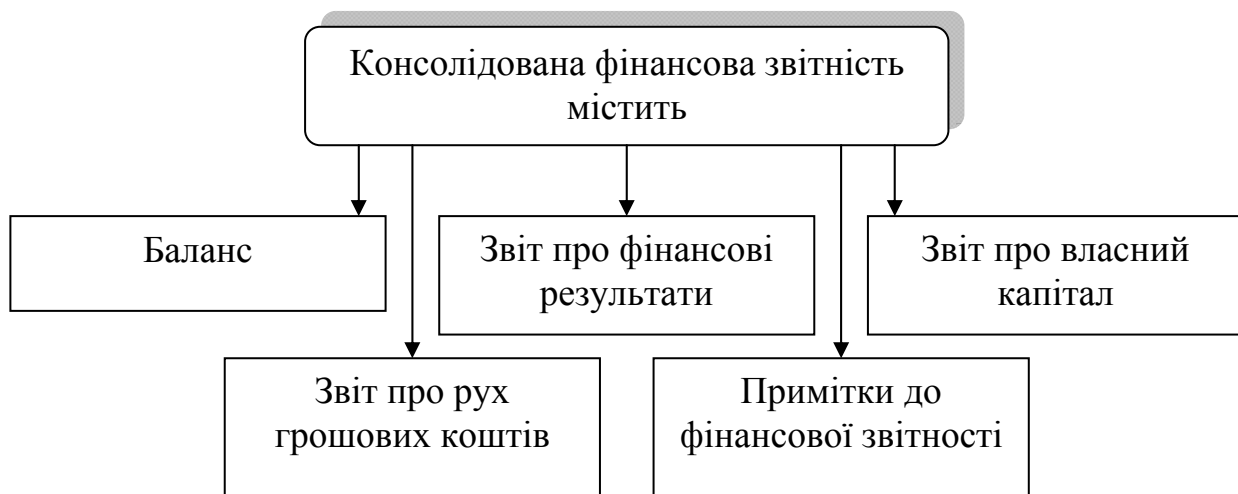 Консолідована фінансова звітність
містить
Баланс
Звіт про фінансові
результати
Звіт про власний
капітал
Звіт про рух
грошових коштів
Примітки до
фінансової звітності